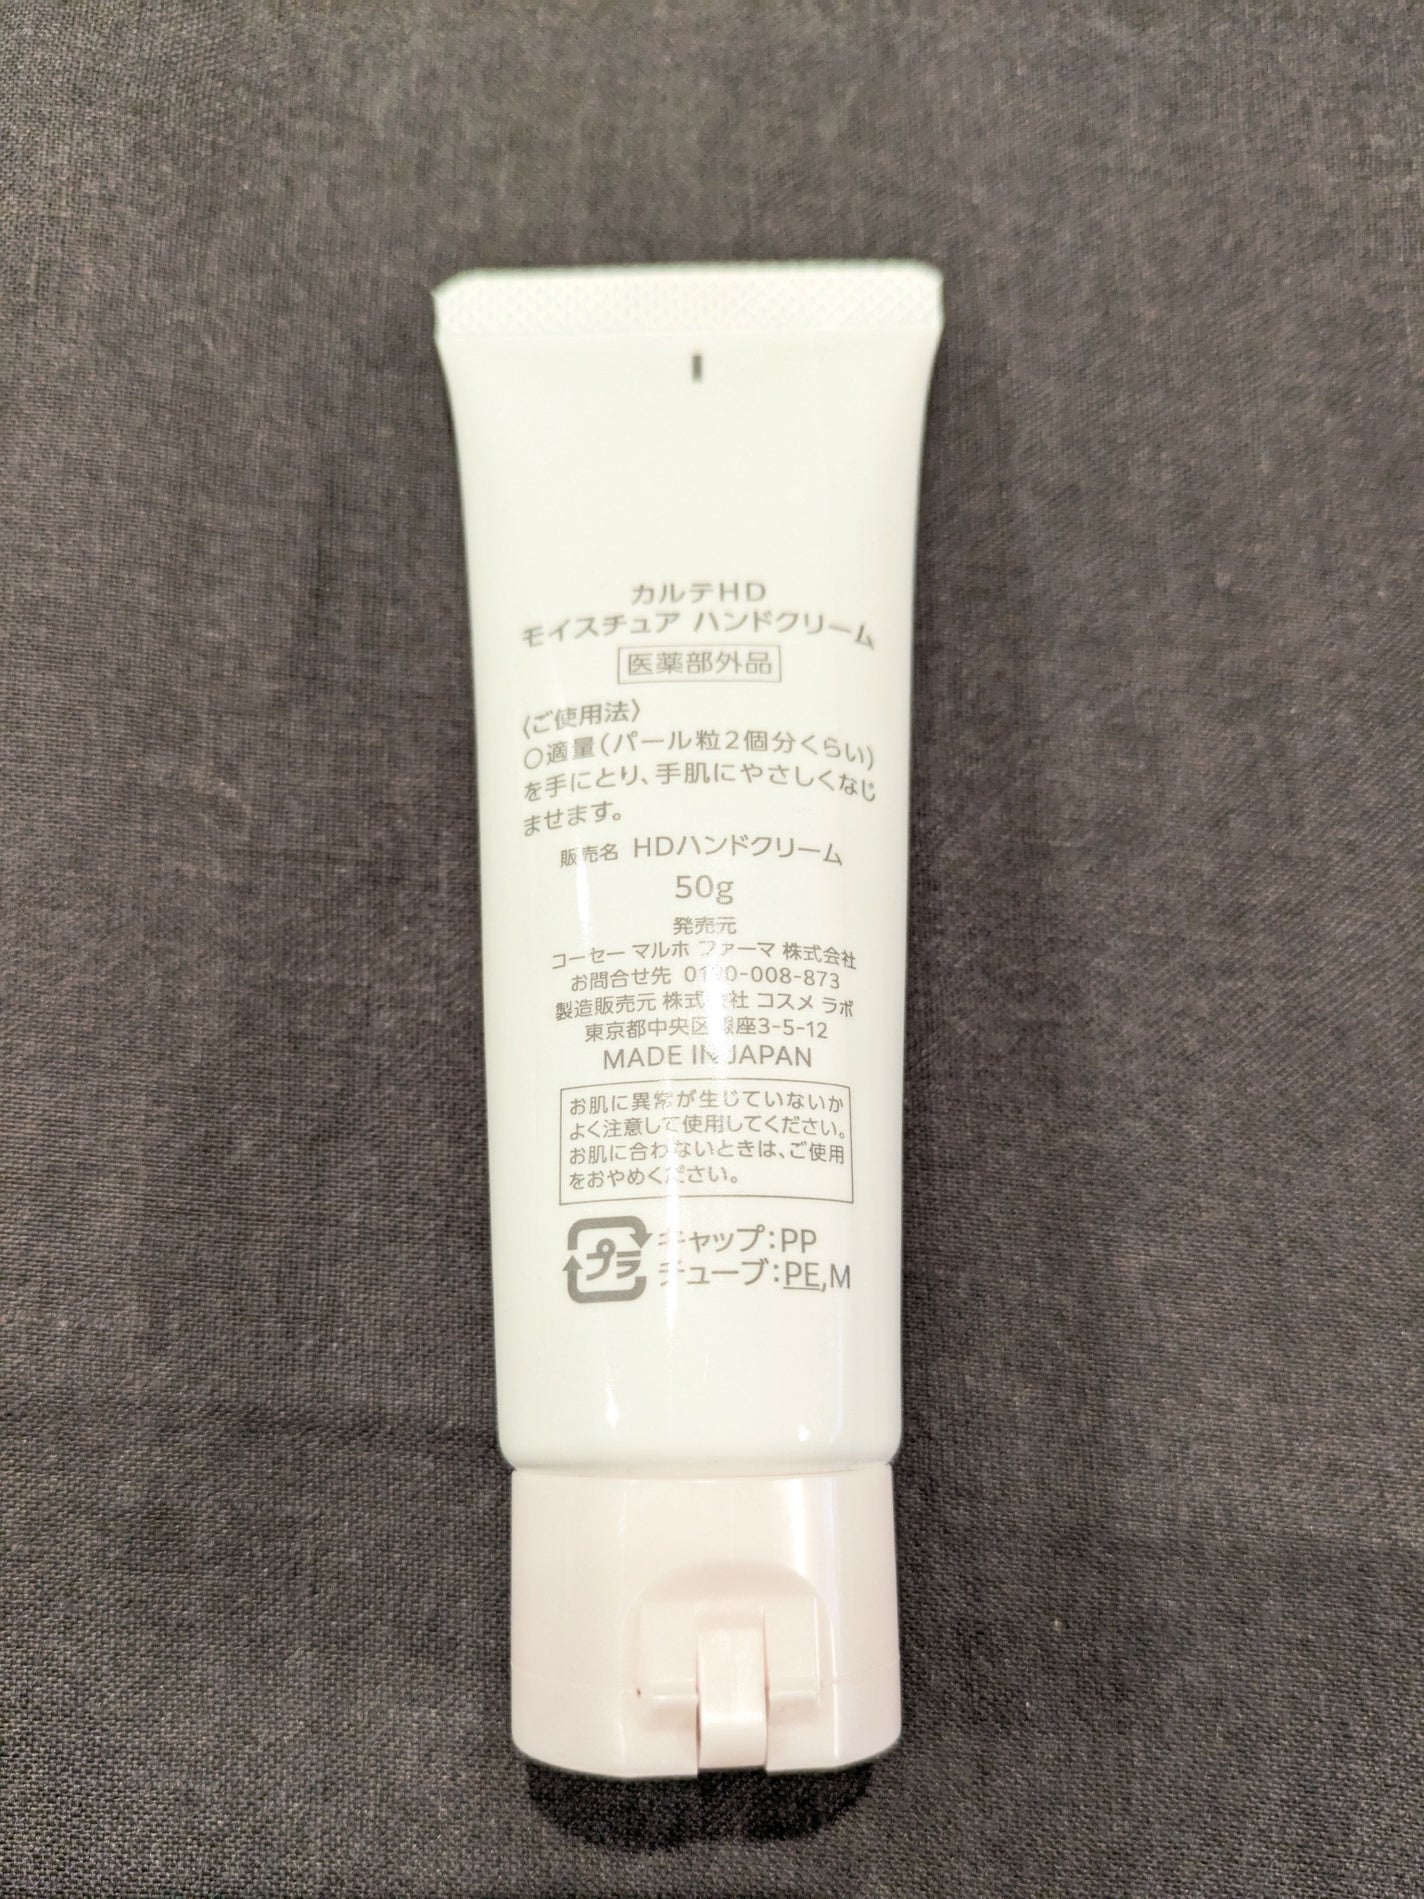 カルテHD
モイスチュア ハンドクリーム
医薬部外品
〈ご使用法〉
○適量(パール粒2個分くらい)
を手にとり、手肌にやさしくなじ
ませます。
販売名 HDハンドクリーム
50g
発売元
コーセー マルホ ファーマ 株式会社
お問合せ先 0120-008-873
製造販売元 株式会社 コスメ ラボ
東京都中央区銀座3-5-12
MADE IN JAPAN
お肌に異常が生じていないか
よく注意して使用してください。
お肌に合わないときは、ご使用
をおやめください。
プラ
キャップ:PP
チューブ:PE,M